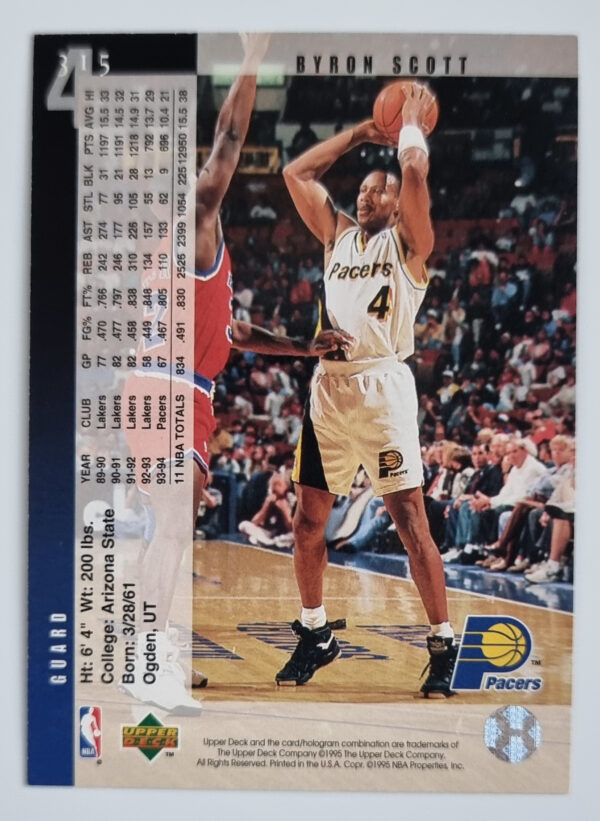 315
4
BYRON SCOTT
GUARD
Ht: 6' 4" Wt: 200 lbs.
College: Arizona State
Born: 3/28/61
Ogden, UT
YEAR CLUB GP FG% FT% REB AST STL BLK PTS AVG HI
89-90 Lakers 77 .470 .766 242 274 77 31 1197 15.5 33
90-91 Lakers 82 .477 .797 246 177 95 21 1191 14.5 32
91-92 Lakers 82 .458 .838 310 226 105 28 1218 14.9 31
92-93 Lakers 58 .449 .848 134 157 55 13 792 13.7 29
93-94 Pacers 67 .467 .805 110 133 62 9 696 10.4 21
11 NBA TOTALS 834 .491 .830 2526 2399 1054 225 12950 15.5 38
Pacers
4
Pacers
Pacers
TM
NBA
®
UPPER
DECK
TM
Upper Deck and the card/hologram combination are trademarks of
The Upper Deck Company ©1995 The Upper Deck Company.
All Rights Reserved. Printed in the U.S.A. Copr. ©1995 NBA Properties, Inc.